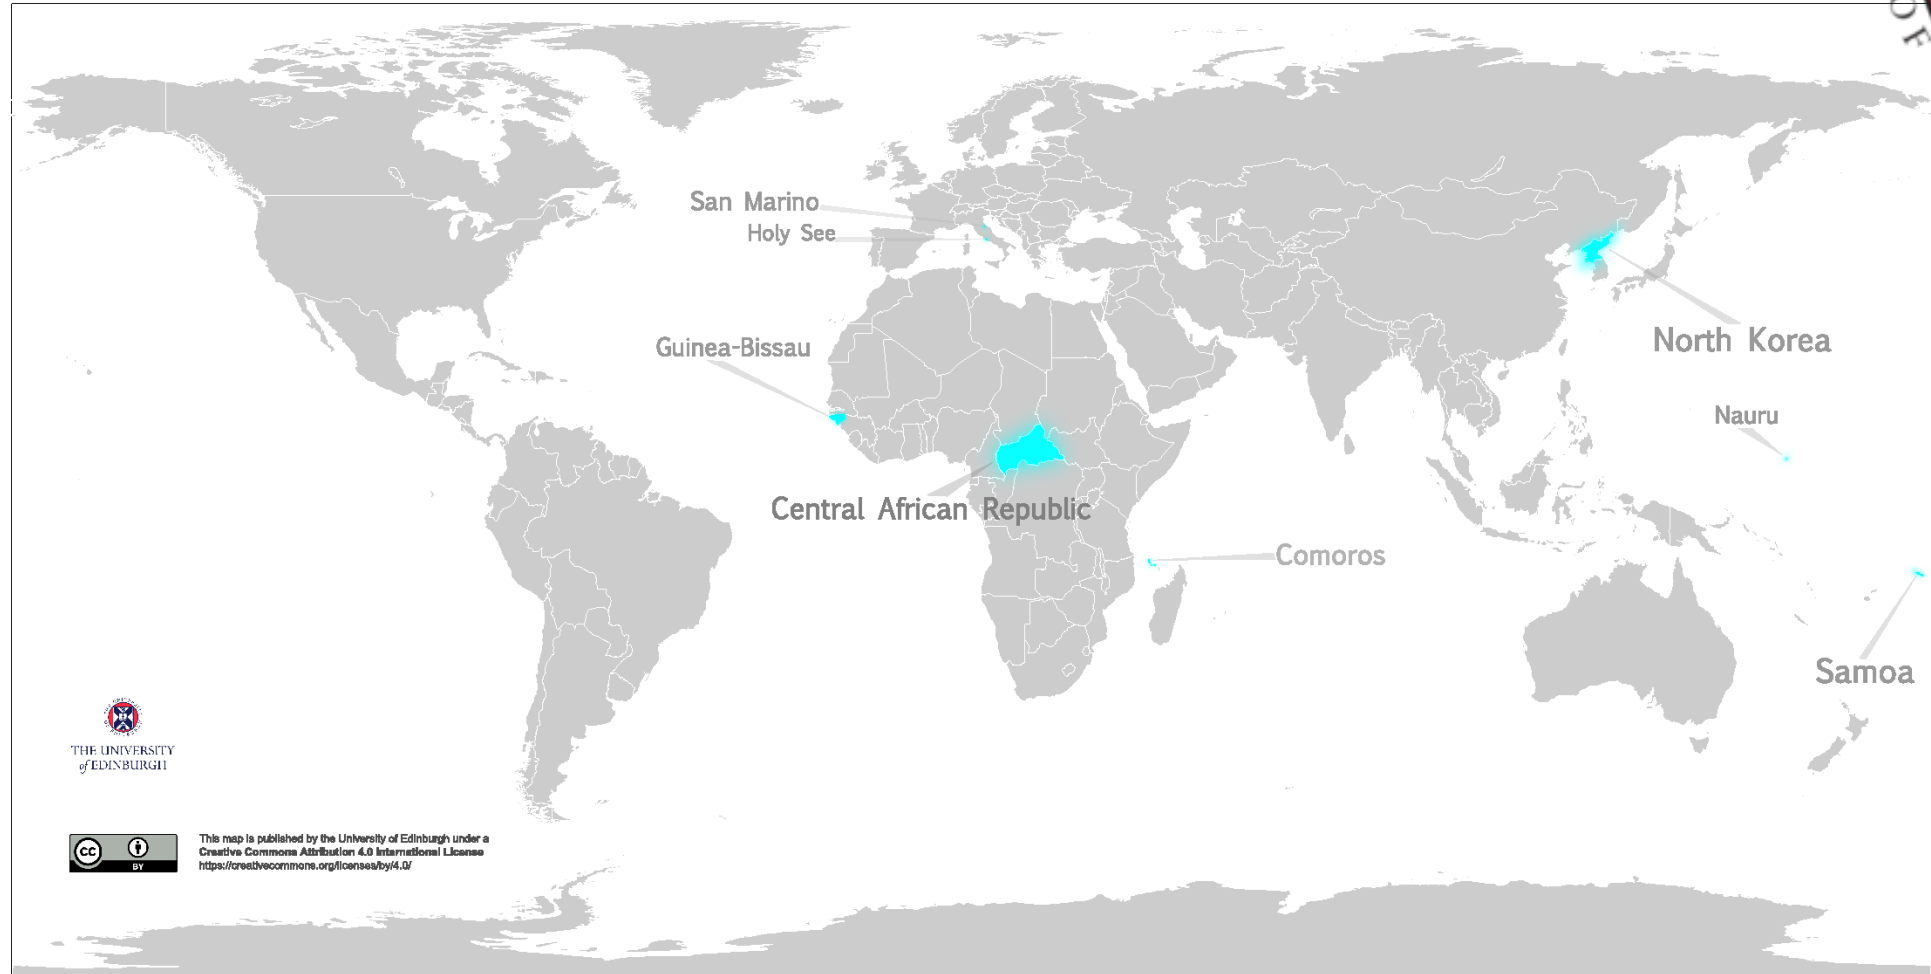 OF
San Marino
Holy See
Guinea-Bissau
North Korea
Nauru
Central African Republic
Comoros
Samoa
THE UNIVERSITY
of EDINBURGH
This map is published by the University of Edinburgh under a
CC
BY
Creative Commons Attribution 4.0 International License
https://creativecommons.org/licenses/by/4.0/